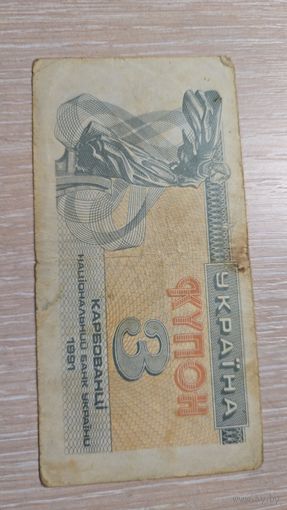 УКРАЇНА
КУПОН
3
КАРБОВАНЦІ
НАЦІОНАЛЬНИЙ БАНК УКРАЇНИ
1991